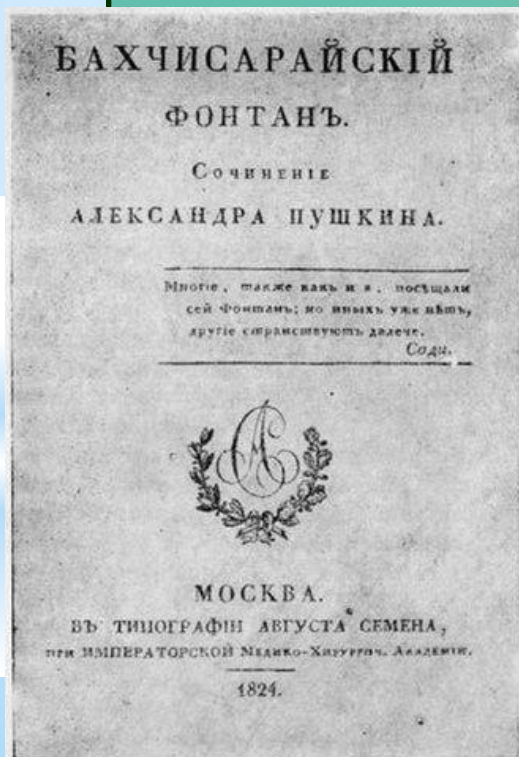 БАХЧИСАРАЙСКІЙ
ФОНТАНЪ.
Сочиненіе
АЛЕКСАНДРА ПУШКИНА.
Многіе, также какъ и я, посѣщали
сей Фонтанъ; но иныхъ уже нѣтъ,
другіе странствуютъ далече.
Сади.
АС
МОСКВА.
ВЪ ТИПОГРАФІИ АВГУСТА СЕМЕНА,
при ИМПЕРАТОРСКОЙ Медико-Хирургич. Академіи.
1824.